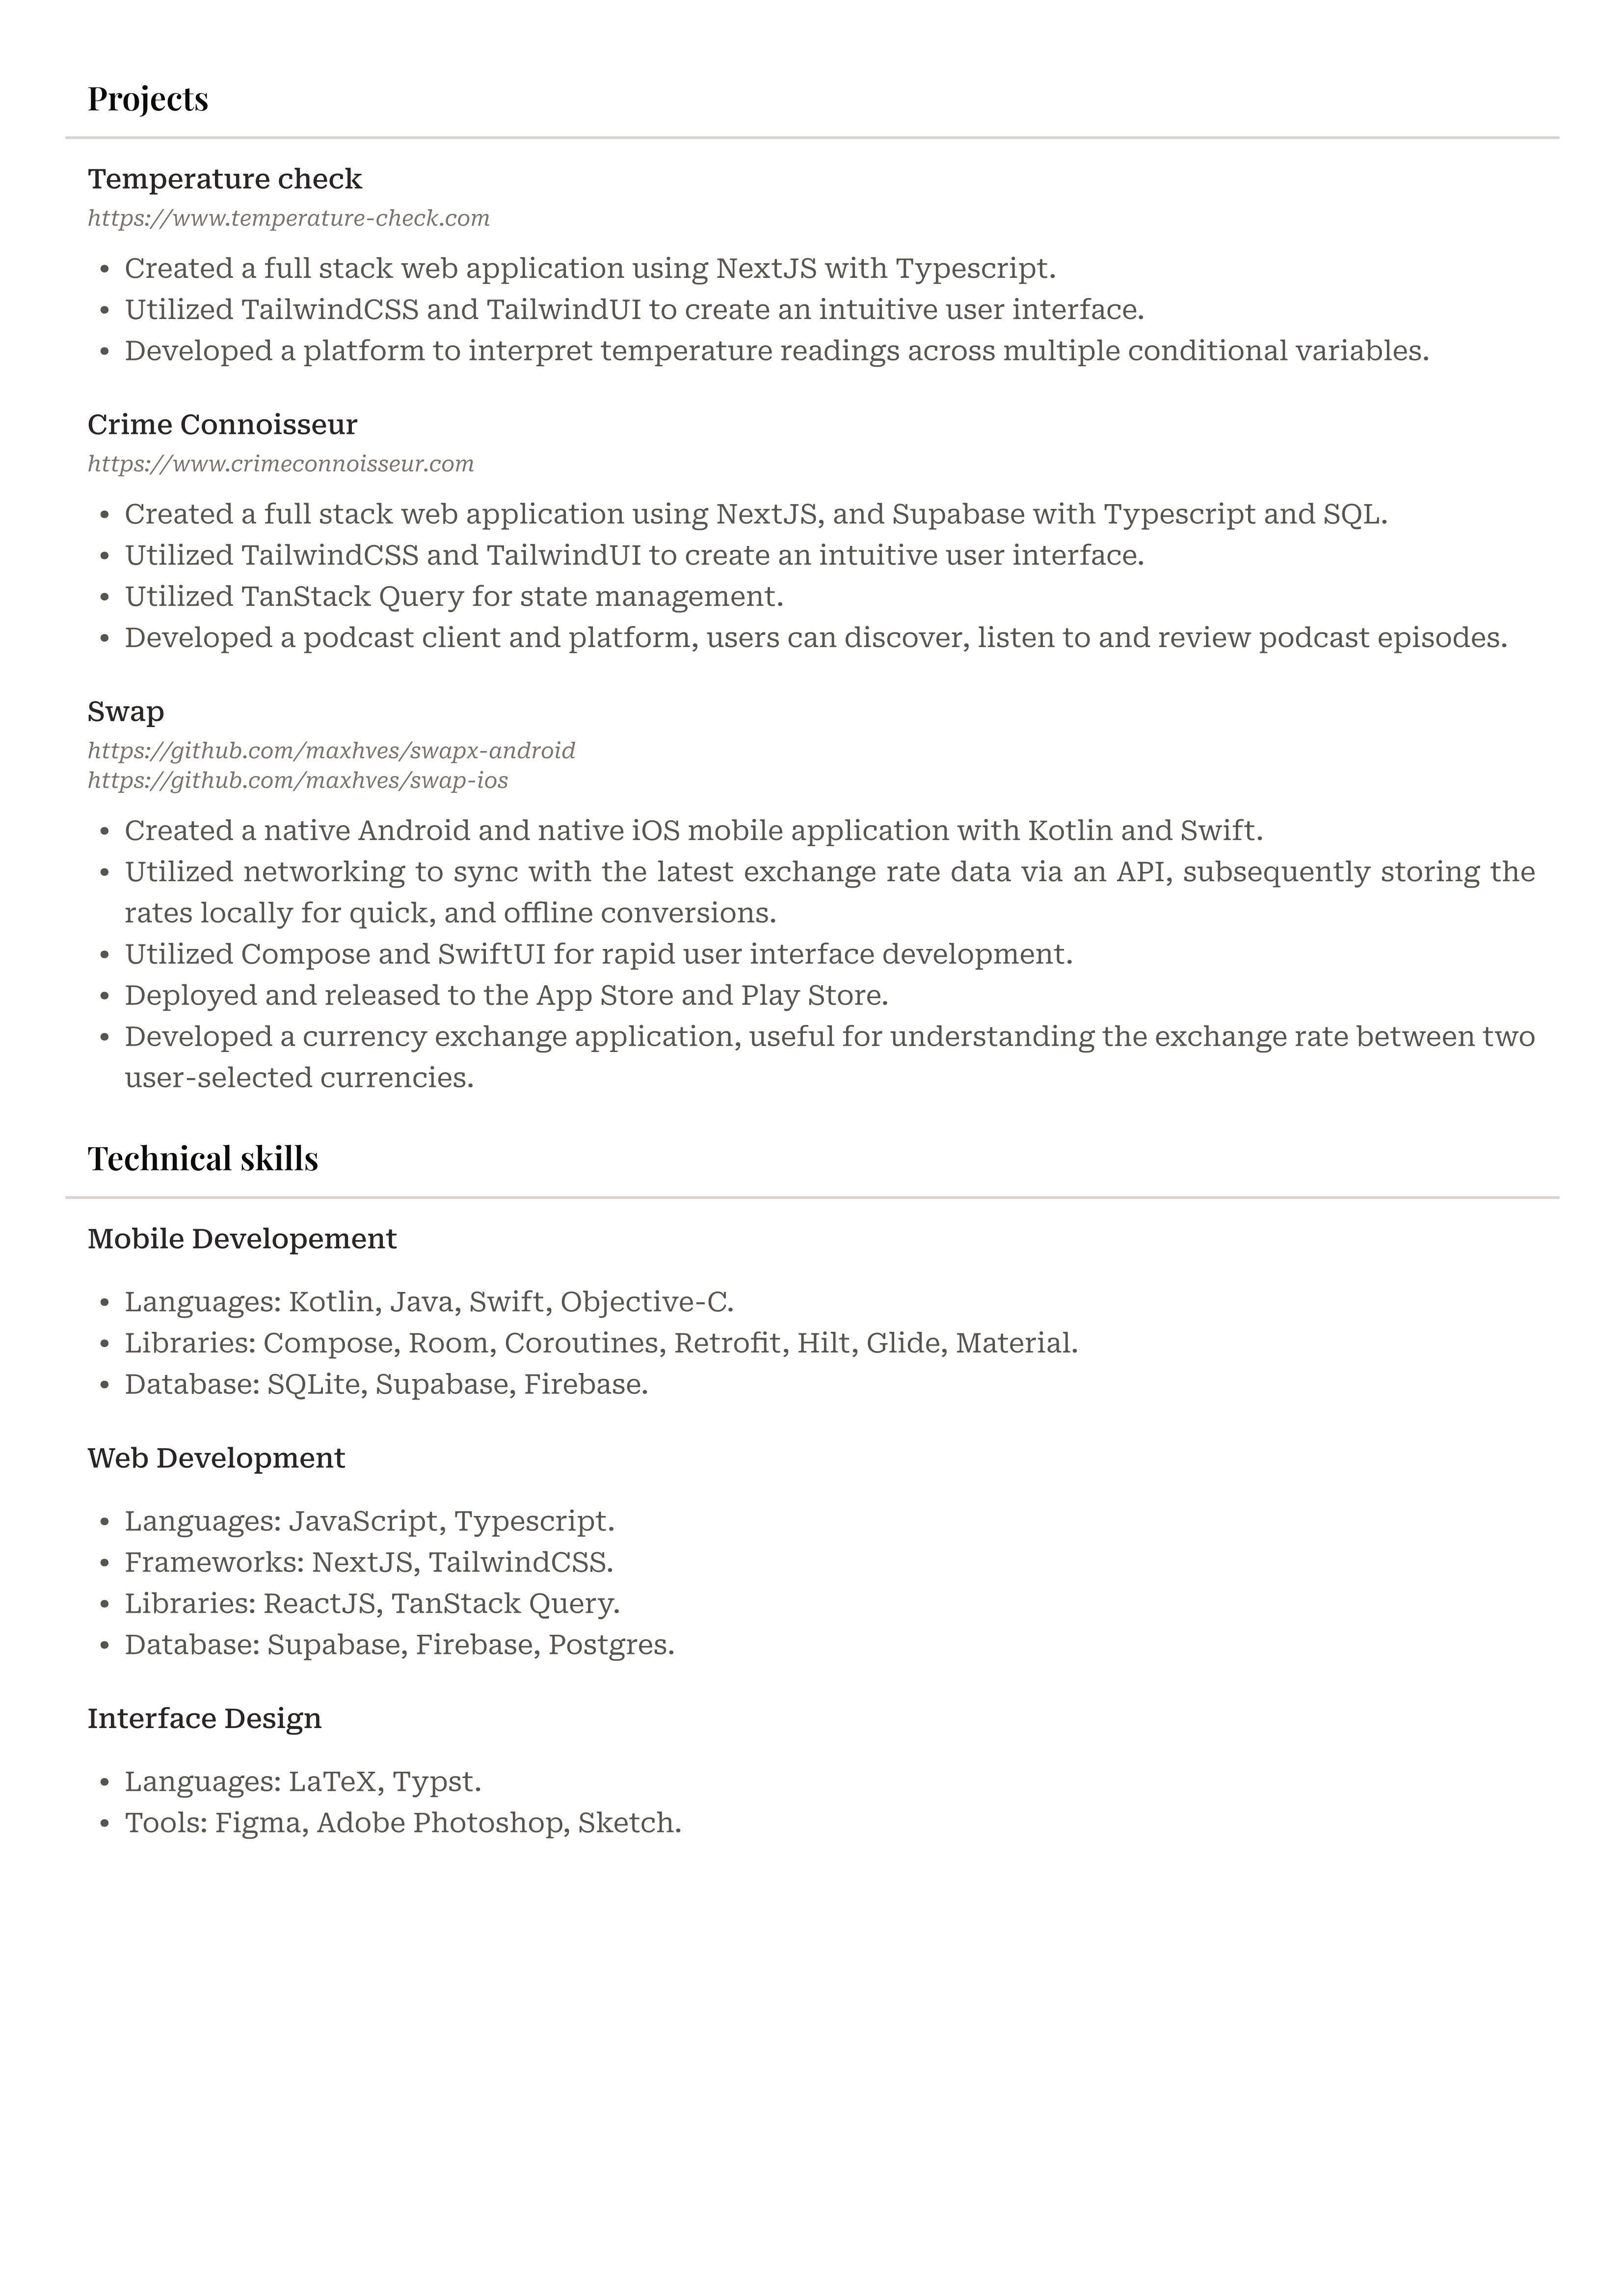 Projects
Temperature check
https://www.temperature-check.com
• Created a full stack web application using NextJS with Typescript.
• Utilized TailwindCSS and TailwindUI to create an intuitive user interface.
• Developed a platform to interpret temperature readings across multiple conditional variables.
Crime Connoisseur
https://www.crimeconnoisseur.com
• Created a full stack web application using NextJS, and Supabase with Typescript and SQL.
• Utilized TailwindCSS and TailwindUI to create an intuitive user interface.
• Utilized TanStack Query for state management.
• Developed a podcast client and platform, users can discover, listen to and review podcast episodes.
Swap
https://github.com/maxhves/swapx-android
https://github.com/maxhves/swap-ios
• Created a native Android and native iOS mobile application with Kotlin and Swift.
• Utilized networking to sync with the latest exchange rate data via an API, subsequently storing the
rates locally for quick, and offline conversions.
• Utilized Compose and SwiftUI for rapid user interface development.
• Deployed and released to the App Store and Play Store.
• Developed a currency exchange application, useful for understanding the exchange rate between two
user-selected currencies.
Technical skills
Mobile Developement
• Languages: Kotlin, Java, Swift, Objective-C.
• Libraries: Compose, Room, Coroutines, Retrofit, Hilt, Glide, Material.
• Database: SQLite, Supabase, Firebase.
Web Development
• Languages: JavaScript, Typescript.
• Frameworks: NextJS, TailwindCSS.
• Libraries: ReactJS, TanStack Query.
• Database: Supabase, Firebase, Postgres.
Interface Design
• Languages: LaTeX, Typst.
• Tools: Figma, Adobe Photoshop, Sketch.